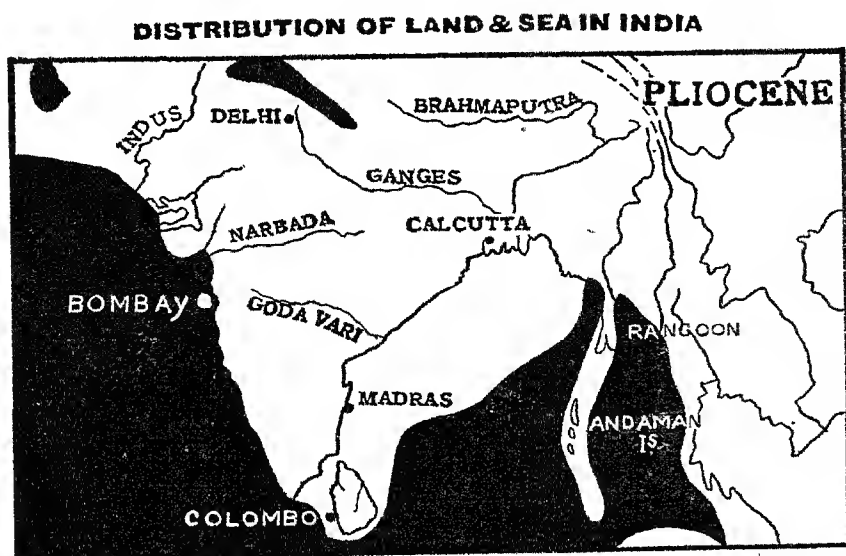 DISTRIBUTION OF LAND & SEA IN INDIA
PLIOCENE
BRAHMAPUTRA
INDUS
DELHI
GANGES
NARBADA
CALCUTTA
BOMBAY
GODAVARI
RANGOON
MADRAS
ANDAMAN
IS
COLOMBO